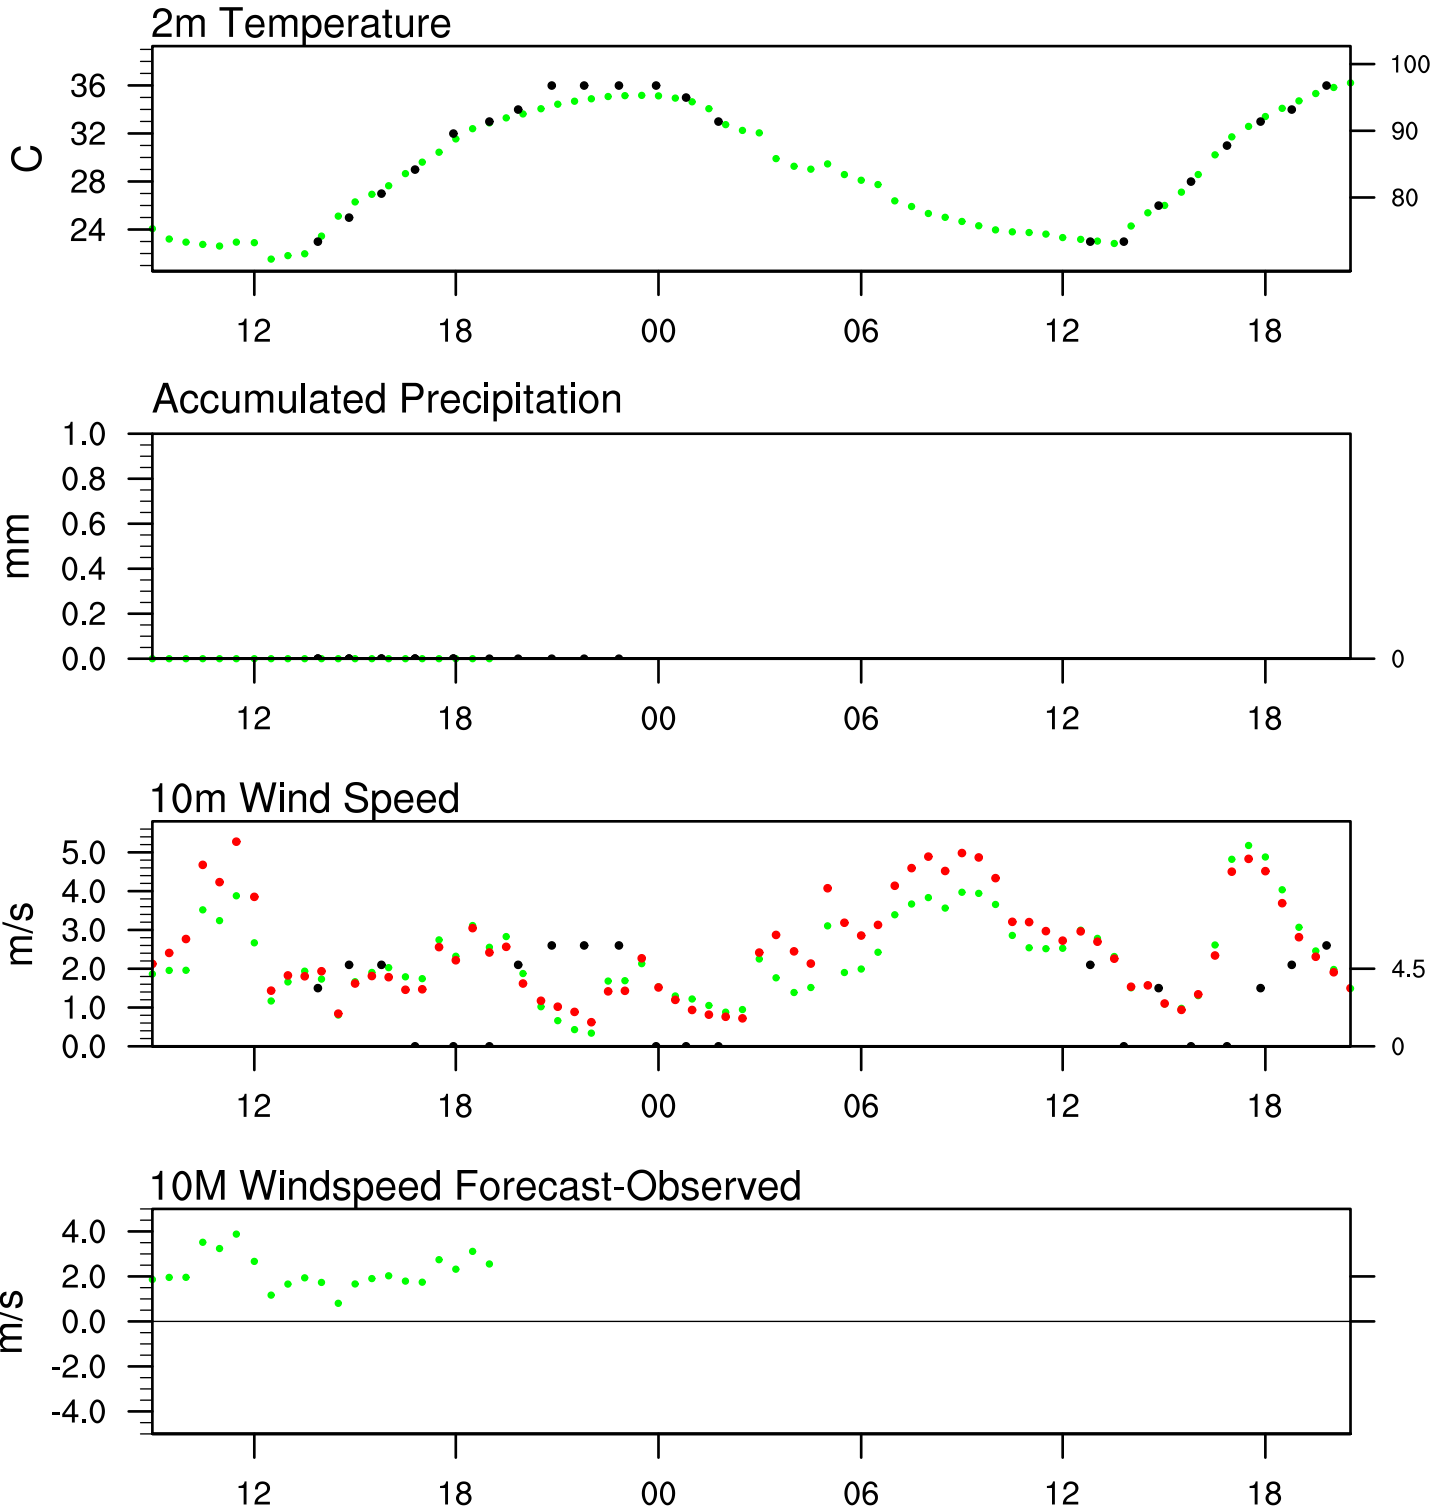 2m Temperature
36
32
28
24
C
100
90
80
12 18 00 06 12 18
Accumulated Precipitation
1.0
0.8
0.6
0.4
0.2
0.0
mm
0
12 18 00 06 12 18
10m Wind Speed
5.0
4.0
3.0
2.0
1.0
0.0
m/s
4.5
0
12 18 00 06 12 18
10M Windspeed Forecast-Observed
4.0
2.0
0.0
-2.0
-4.0
m/s
12 18 00 06 12 18